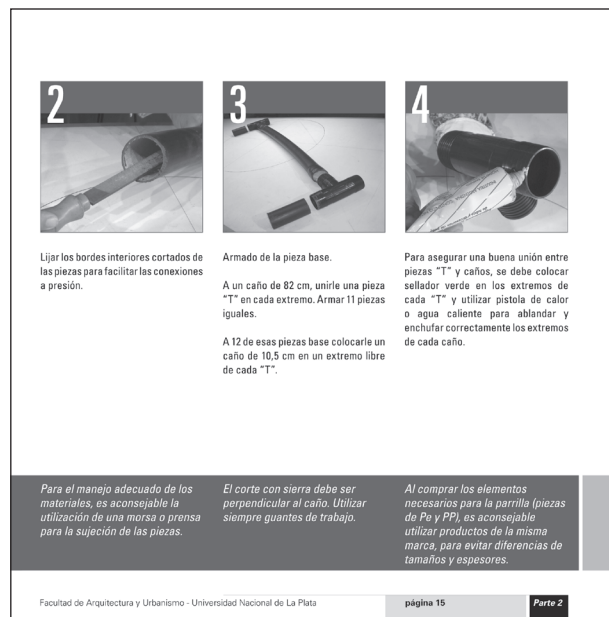 2
3
4
Lijar los bordes interiores cortados de
las piezas para facilitar las conexiones
a presión.
Armado de la pieza base.
A un caño de 82 cm, unirle una pieza
"T" en cada extremo. Armar 11 piezas
iguales.
A 12 de esas piezas base colocarle un
caño de 10,5 cm en un extremo libre
de cada "T".
Para asegurar una buena unión entre
piezas "T" y caños, se debe colocar
sellador verde en los extremos de
cada "T" y utilizar pistola de calor
o agua caliente para ablandar y
enchufar correctamente los extremos
de cada caño.
Para el manejo adecuado de los
materiales, es aconsejable la
utilización de una morsa o prensa
para la sujeción de las piezas.
El corte con sierra debe ser
perpendicular al caño. Utilizar
siempre guantes de trabajo.
Al comprar los elementos
necesarios para la parrilla (piezas
de Pe y PP), es aconsejable
utilizar productos de la misma
marca, para evitar diferencias de
tamaños y espesores.
Facultad de Arquitectura y Urbanismo - Universidad Nacional de La Plata
página 15
Parte 2